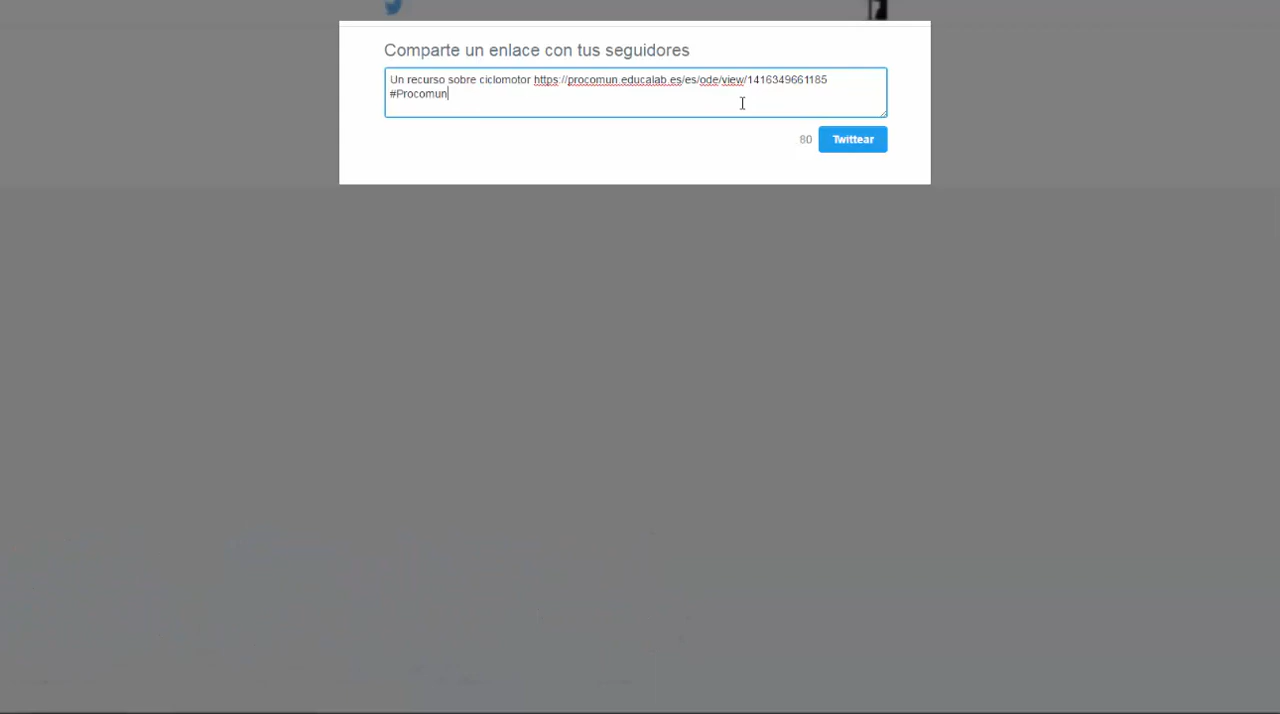 Comparte un enlace con tus seguidores
Un recurso sobre ciclomotor https://procomun.educalab.es/es/ode/view/1416349661185
#Procomun
80 Twittear